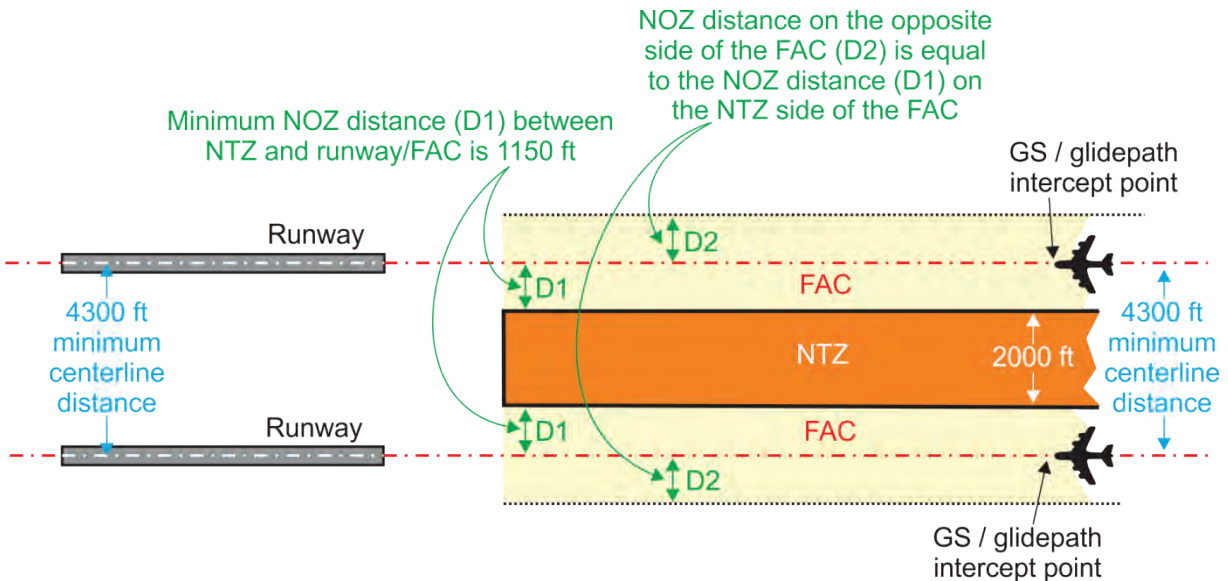 NOZ distance on the opposite
side of the FAC (D2) is equal
to the NOZ distance (D1) on
the NTZ side of the FAC
Minimum NOZ distance (D1) between
NTZ and runway/FAC is 1150 ft
GS / glidepath
intercept point
Runway
D2
D1
FAC
4300 ft
minimum
centerline
distance
NTZ
2000 ft
4300 ft
minimum
centerline
distance
Runway
D1
FAC
D2
GS / glidepath
intercept point